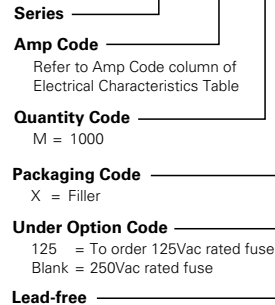 Series
Amp Code
Refer to Amp Code column of
Electrical Characteristics Table
Quantity Code
M = 1000
Packaging Code
X = Filler
Under Option Code
125 = To order 125Vac rated fuse
Blank = 250Vac rated fuse
Lead-free